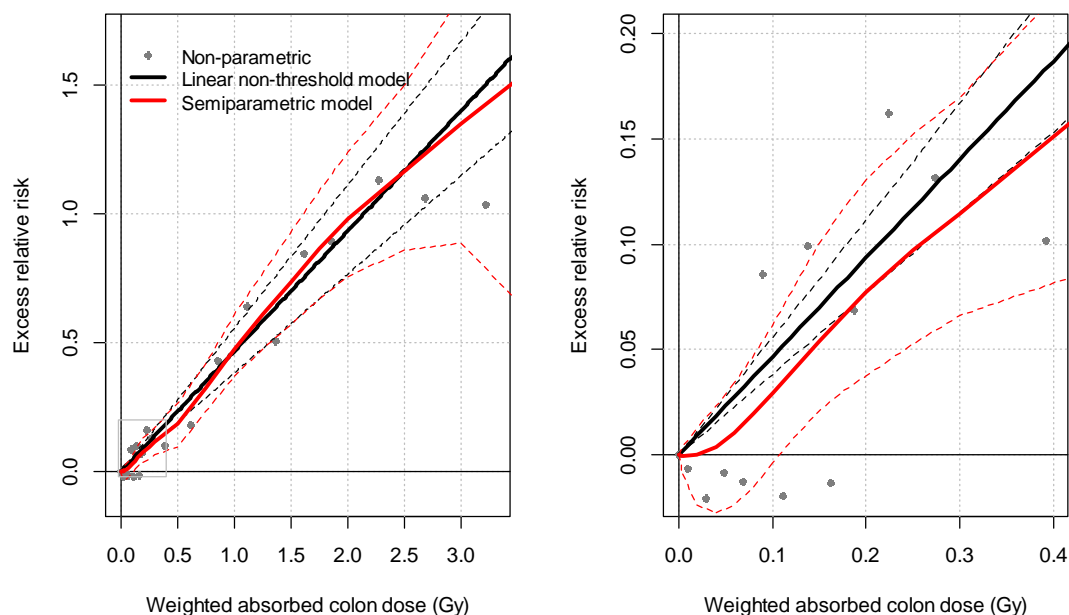 Non-parametric
Linear non-threshold model
Semiparametric model
Excess relative risk
0.0
0.5
1.0
1.5
0.0 0.5 1.0 1.5 2.0 2.5 3.0
Weighted absorbed colon dose (Gy)
Excess relative risk
0.00
0.05
0.10
0.15
0.20
0.0 0.1 0.2 0.3 0.4
Weighted absorbed colon dose (Gy)